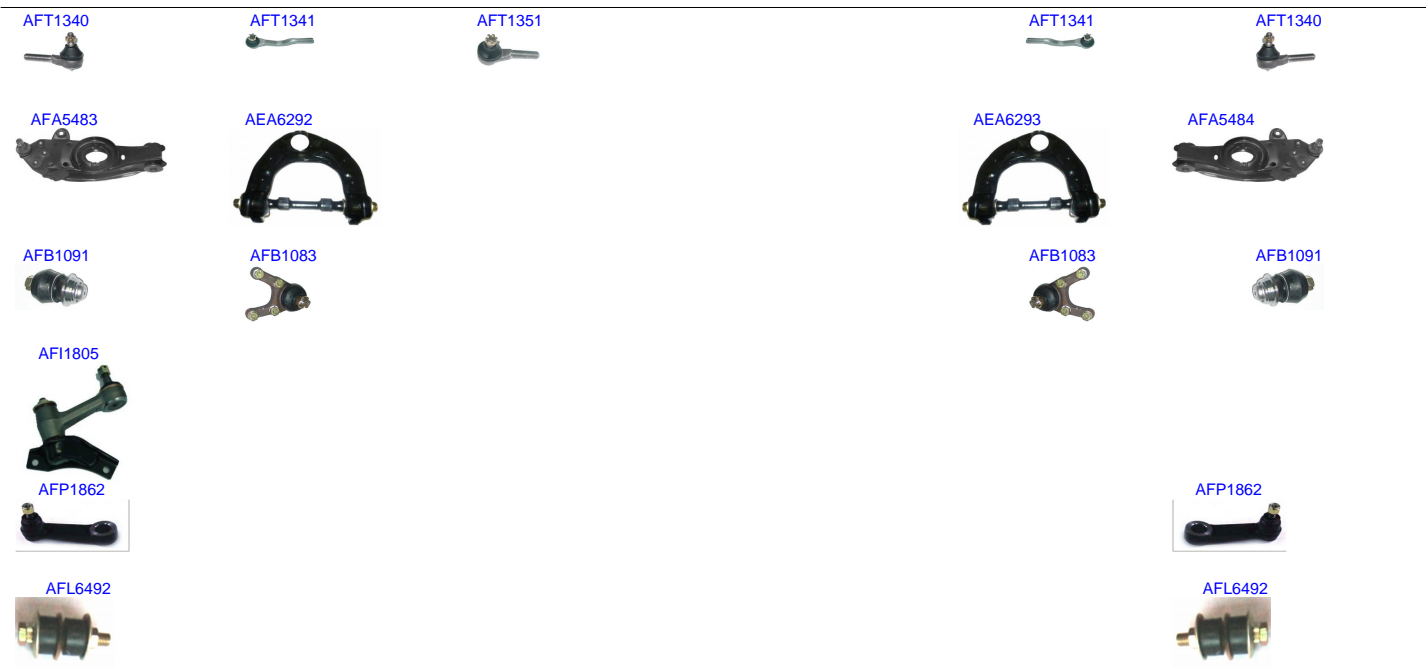 AFT1340 AFT1341 AFT1351 AFT1341 AFT1340
AFA5483 AEA6292 AEA6293 AFA5484
AFB1091 AFB1083 AFB1083 AFB1091
AFI1805
AFP1862 AFP1862
AFL6492 AFL6492